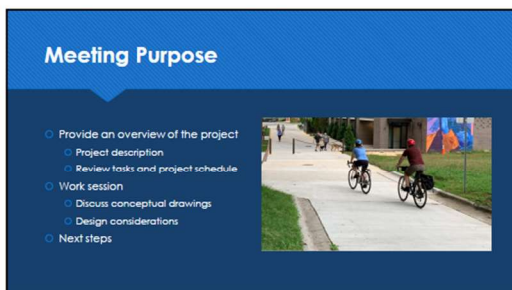 Meeting Purpose
Provide an overview of the project
Project description
Review tasks and project schedule
Work session
Discuss conceptual drawings
Design considerations
Next steps